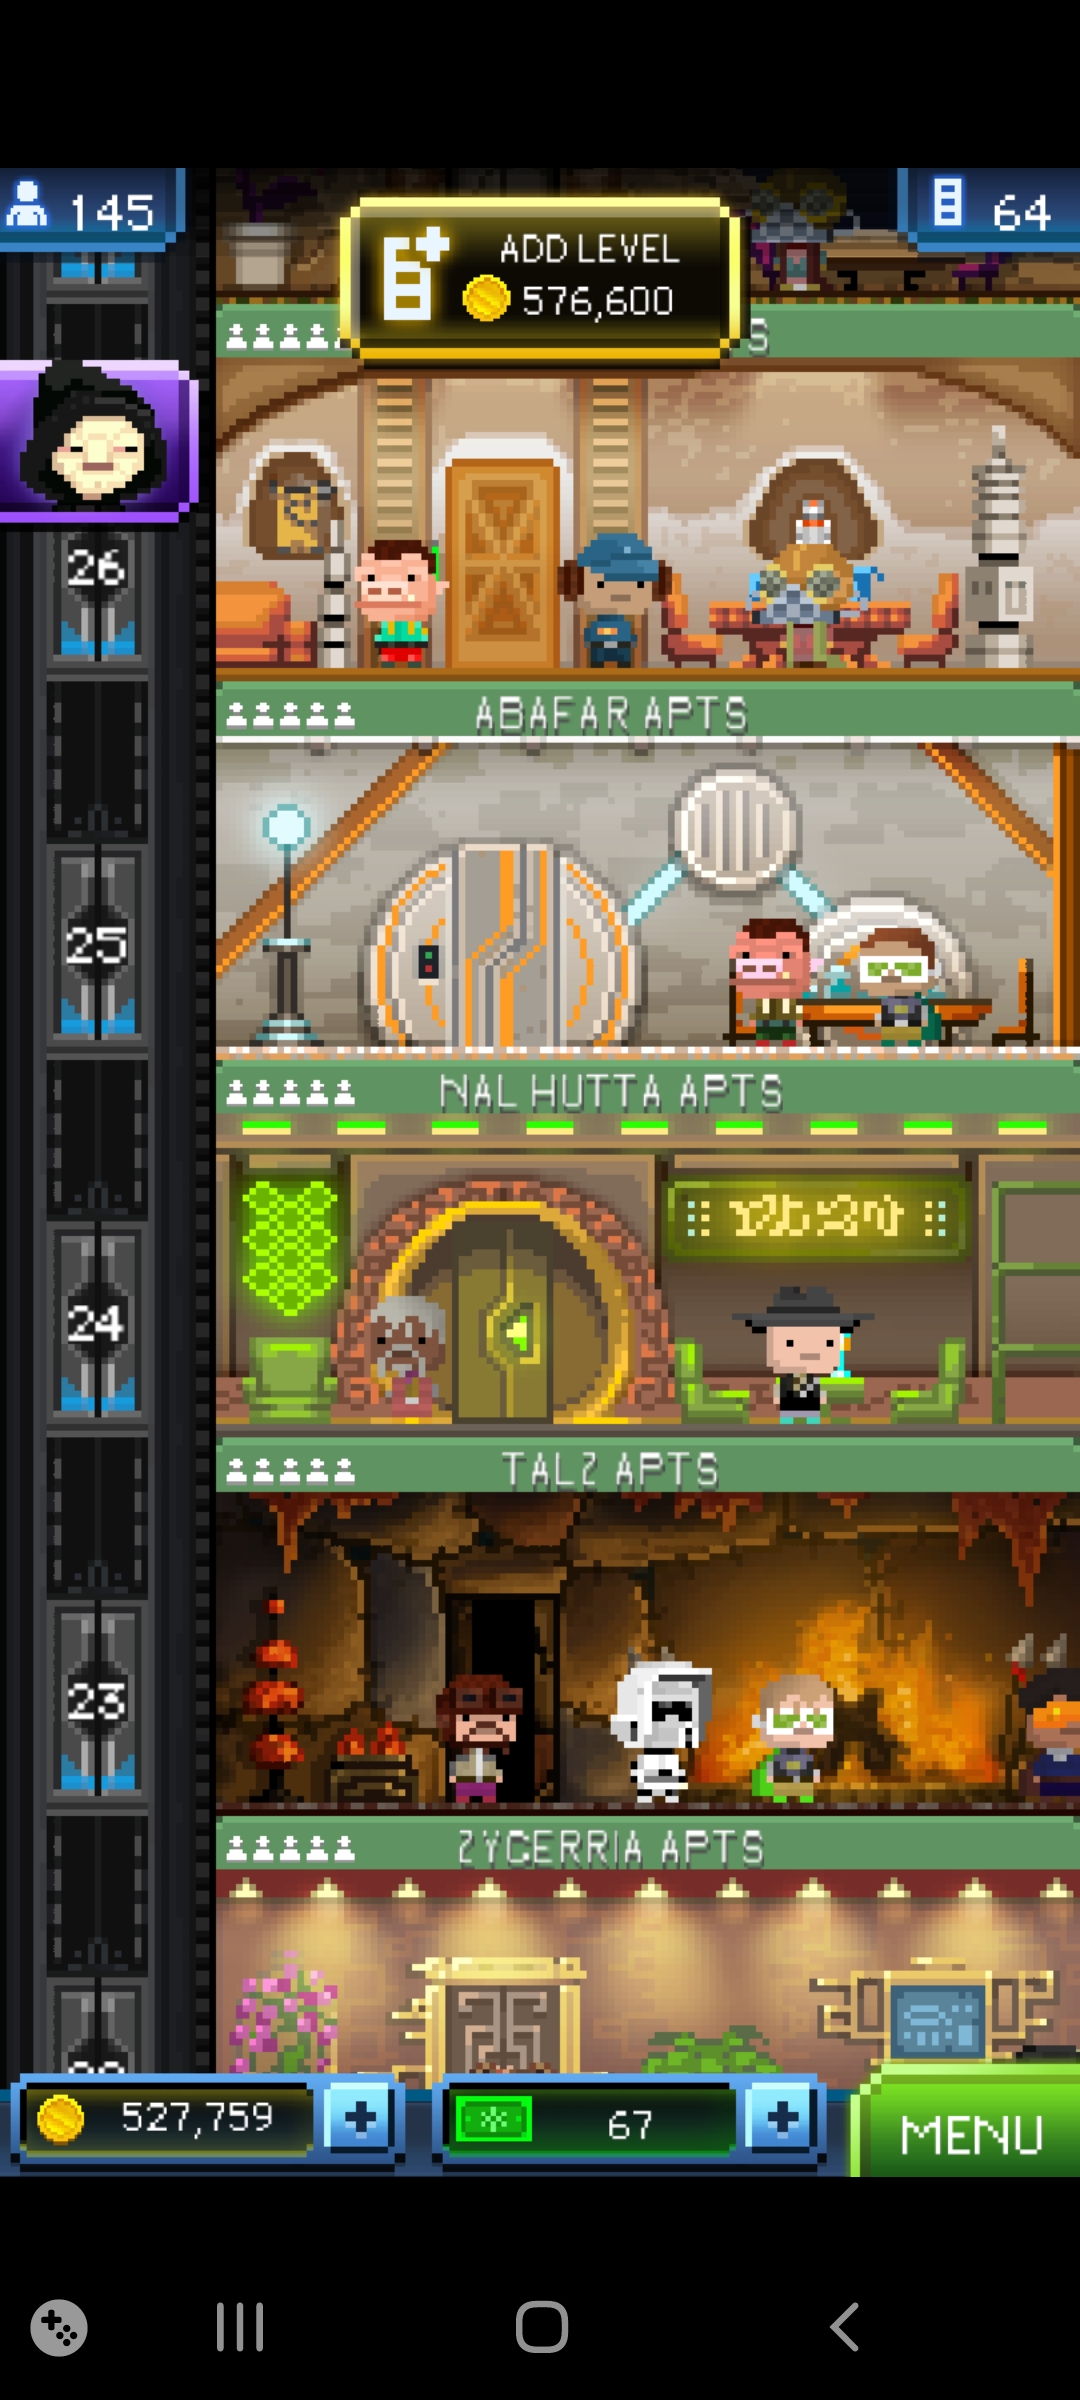 145
64
ADD LEVEL
576,600
S
26
ABAFAR APTS
25
NAL HUTTA APTS
24
TALZ APTS
23
ZYGERRIA APTS
527,759
67
MENU